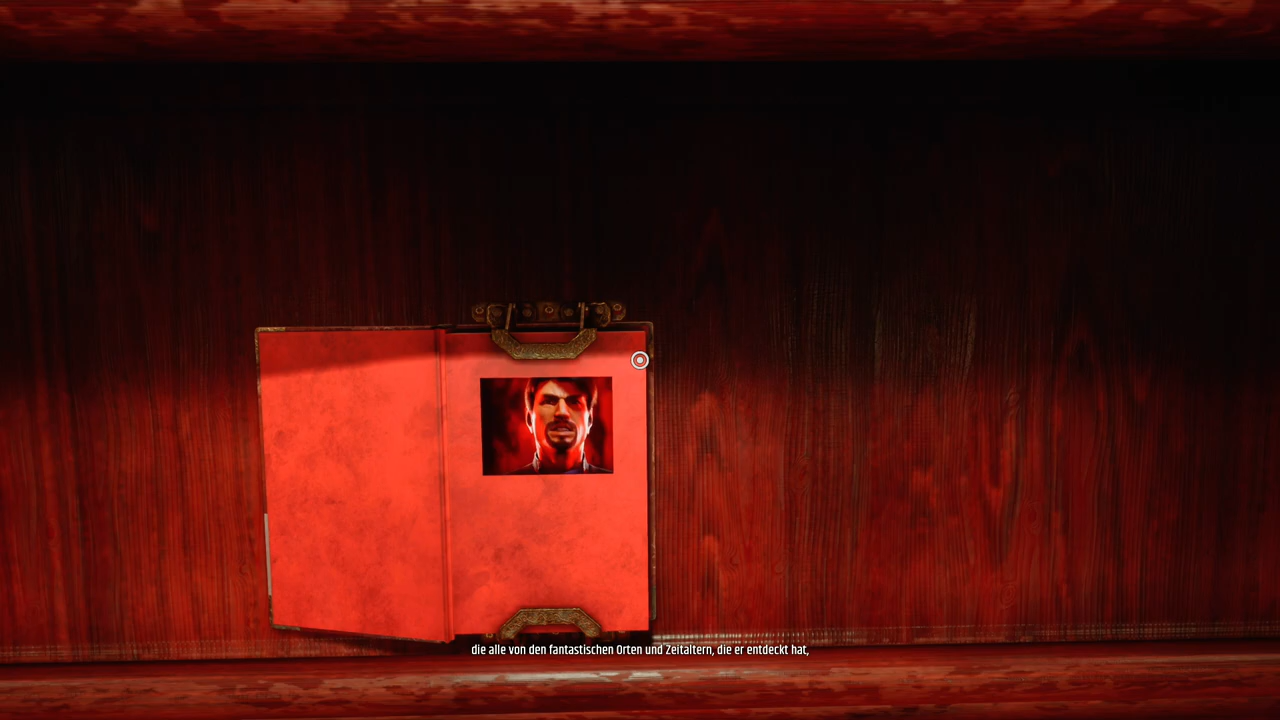 die alle von den fantastischen Orten und Zeitaltern, die er entdeckt hat,